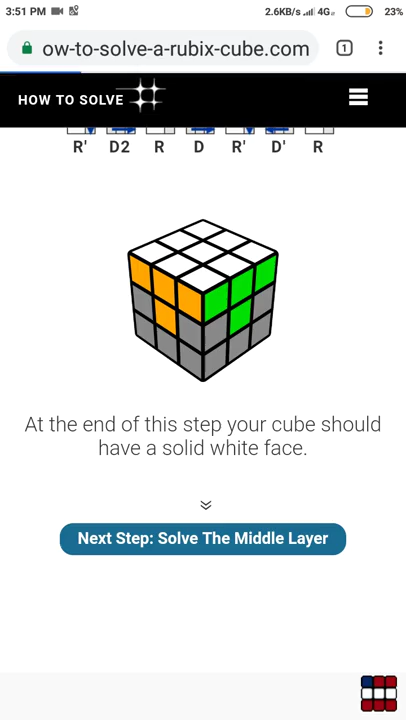 3:51 PM 2.6KB/s 4G 23%
ow-to-solve-a-rubix-cube.com 1
HOW TO SOLVE
R' D2 R D R' D' R
At the end of this step your cube should
have a solid white face.
Next Step: Solve The Middle Layer